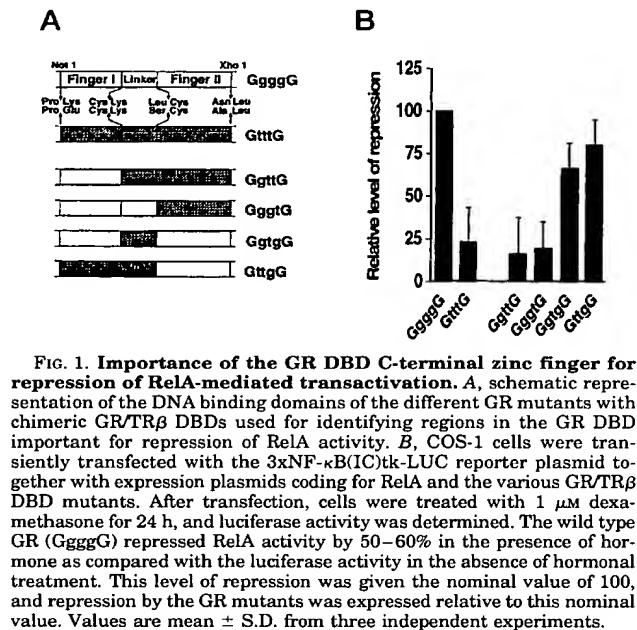 A
B
Not 1
Xho 1
Finger I
Linker
Finger II
GggggG
Pro Lys
Cys Lys
Leu Cys
Asn Leu
Pro Glu
Cys Lys
Ser Cys
Ala Leu
GtttG
GgttG
GggtG
GgtgG
GttgG
Relative level of repression
125
100
75
50
25
0
GggggG
GtttG
GgttG
GggtG
GgtgG
GttgG
FIG. 1. Importance of the GR DBD C-terminal zinc finger for
repression of RelA-mediated transactivation. A, schematic repre-
sentation of the DNA binding domains of the different GR mutants with
chimeric GR/TRβ DBDs used for identifying regions in the GR DBD
important for repression of RelA activity. B, COS-1 cells were tran-
siently transfected with the 3xNF-κB(IC)tk-LUC reporter plasmid to-
gether with expression plasmids coding for RelA and the various GR/TRβ
DBD mutants. After transfection, cells were treated with 1 μM dexa-
methasone for 24 h, and luciferase activity was determined. The wild type
GR (GggggG) repressed RelA activity by 50–60% in the presence of hor-
mone as compared with the luciferase activity in the absence of hormonal
treatment. This level of repression was given the nominal value of 100,
and repression by the GR mutants was expressed relative to this nominal
value. Values are mean ± S.D. from three independent experiments.